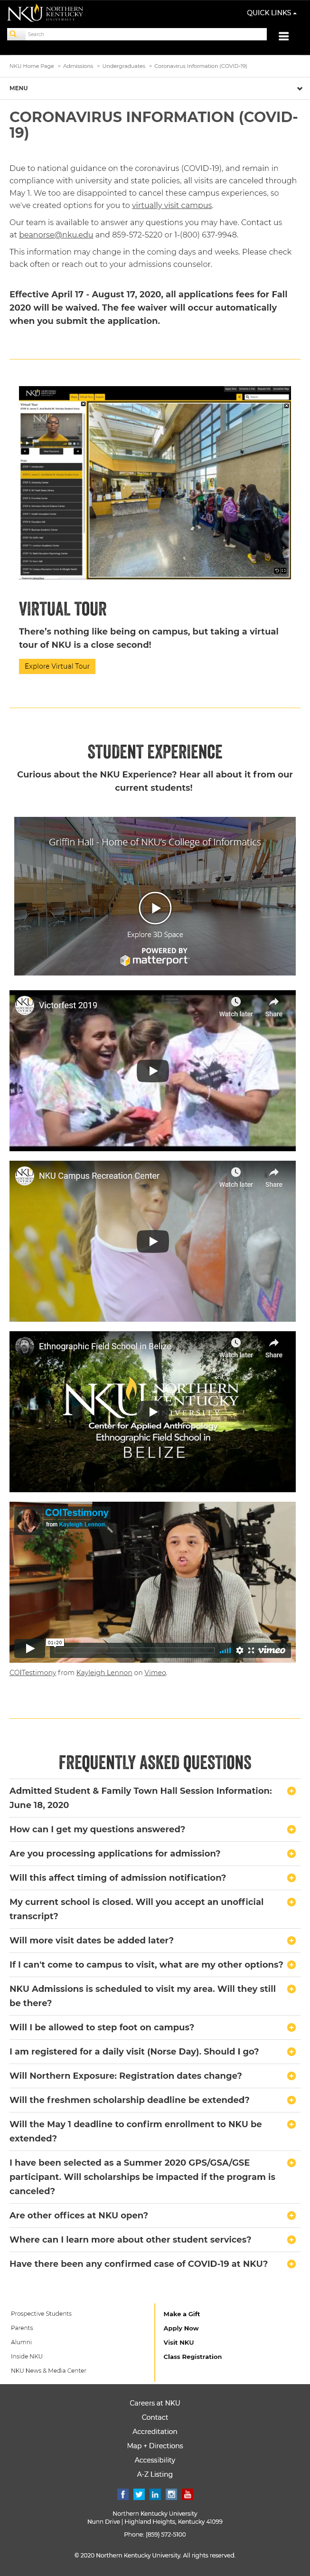 NKU NORTHERN KENTUCKY UNIVERSITY
QUICK LINKS
Search
NKU Home Page > Admissions > Undergraduates > Coronavirus Information (COVID-19)
MENU
CORONAVIRUS INFORMATION (COVID-
19)
Due to national guidance on the coronavirus (COVID-19), and remain in
compliance with university and state policies, all visits are canceled through
May 1. We too are disappointed to cancel these campus experiences, so
we've created options for you to virtually visit campus.
Our team is available to answer any questions you may have. Contact us
at beanorse@nku.edu and 859-572-5220 or 1-(800) 637-9948.
This information may change in the coming days and weeks. Please check
back often or reach out to your admissions counselor.
Effective April 17 - August 17, 2020, all applications fees for Fall
2020 will be waived. The fee waiver will occur automatically
when you submit the application.
VIRTUAL TOUR
There's nothing like being on campus, but taking a virtual
tour of NKU is a close second!
Explore Virtual Tour
STUDENT EXPERIENCE
Curious about the NKU Experience? Hear all about it from our
current students!
Griffin Hall - Home of NKU's College of Informatics
Explore 3D Space
POWERED BY
matterport
Victorfest 2019
Watch later
Share
NKU Campus Recreation Center
Watch later
Share
Ethnographic Field School in Belize
Watch later
Share
NKU NORTHERN KENTUCKY UNIVERSITY
Center for Applied Anthropology
Ethnographic Field School in
BELIZE
COITestimony
from Kayleigh Lennon
01:20
vimeo
COITestimony from Kayleigh Lennon on Vimeo.
FREQUENTLY ASKED QUESTIONS
Admitted Student & Family Town Hall Session Information:
June 18, 2020
How can I get my questions answered?
Are you processing applications for admission?
Will this affect timing of admission notification?
My current school is closed. Will you accept an unofficial
transcript?
Will more visit dates be added later?
If I can't come to campus to visit, what are my other options?
NKU Admissions is scheduled to visit my area. Will they still
be there?
Will I be allowed to step foot on campus?
I am registered for a daily visit (Norse Day). Should I go?
Will Northern Exposure: Registration dates change?
Will the freshmen scholarship deadline be extended?
Will the May 1 deadline to confirm enrollment to NKU be
extended?
I have been selected as a Summer 2020 GPS/GSA/GSE
participant. Will scholarships be impacted if the program is
canceled?
Are other offices at NKU open?
Where can I learn more about other student services?
Have there been any confirmed case of COVID-19 at NKU?
Prospective Students
Parents
Alumni
Inside NKU
NKU News & Media Center
Make a Gift
Apply Now
Visit NKU
Class Registration
Careers at NKU
Contact
Accreditation
Map + Directions
Accessibility
A-Z Listing
Northern Kentucky University
Nunn Drive | Highland Heights, Kentucky 41099
Phone: (859) 572-5100
© 2020 Northern Kentucky University. All rights reserved.